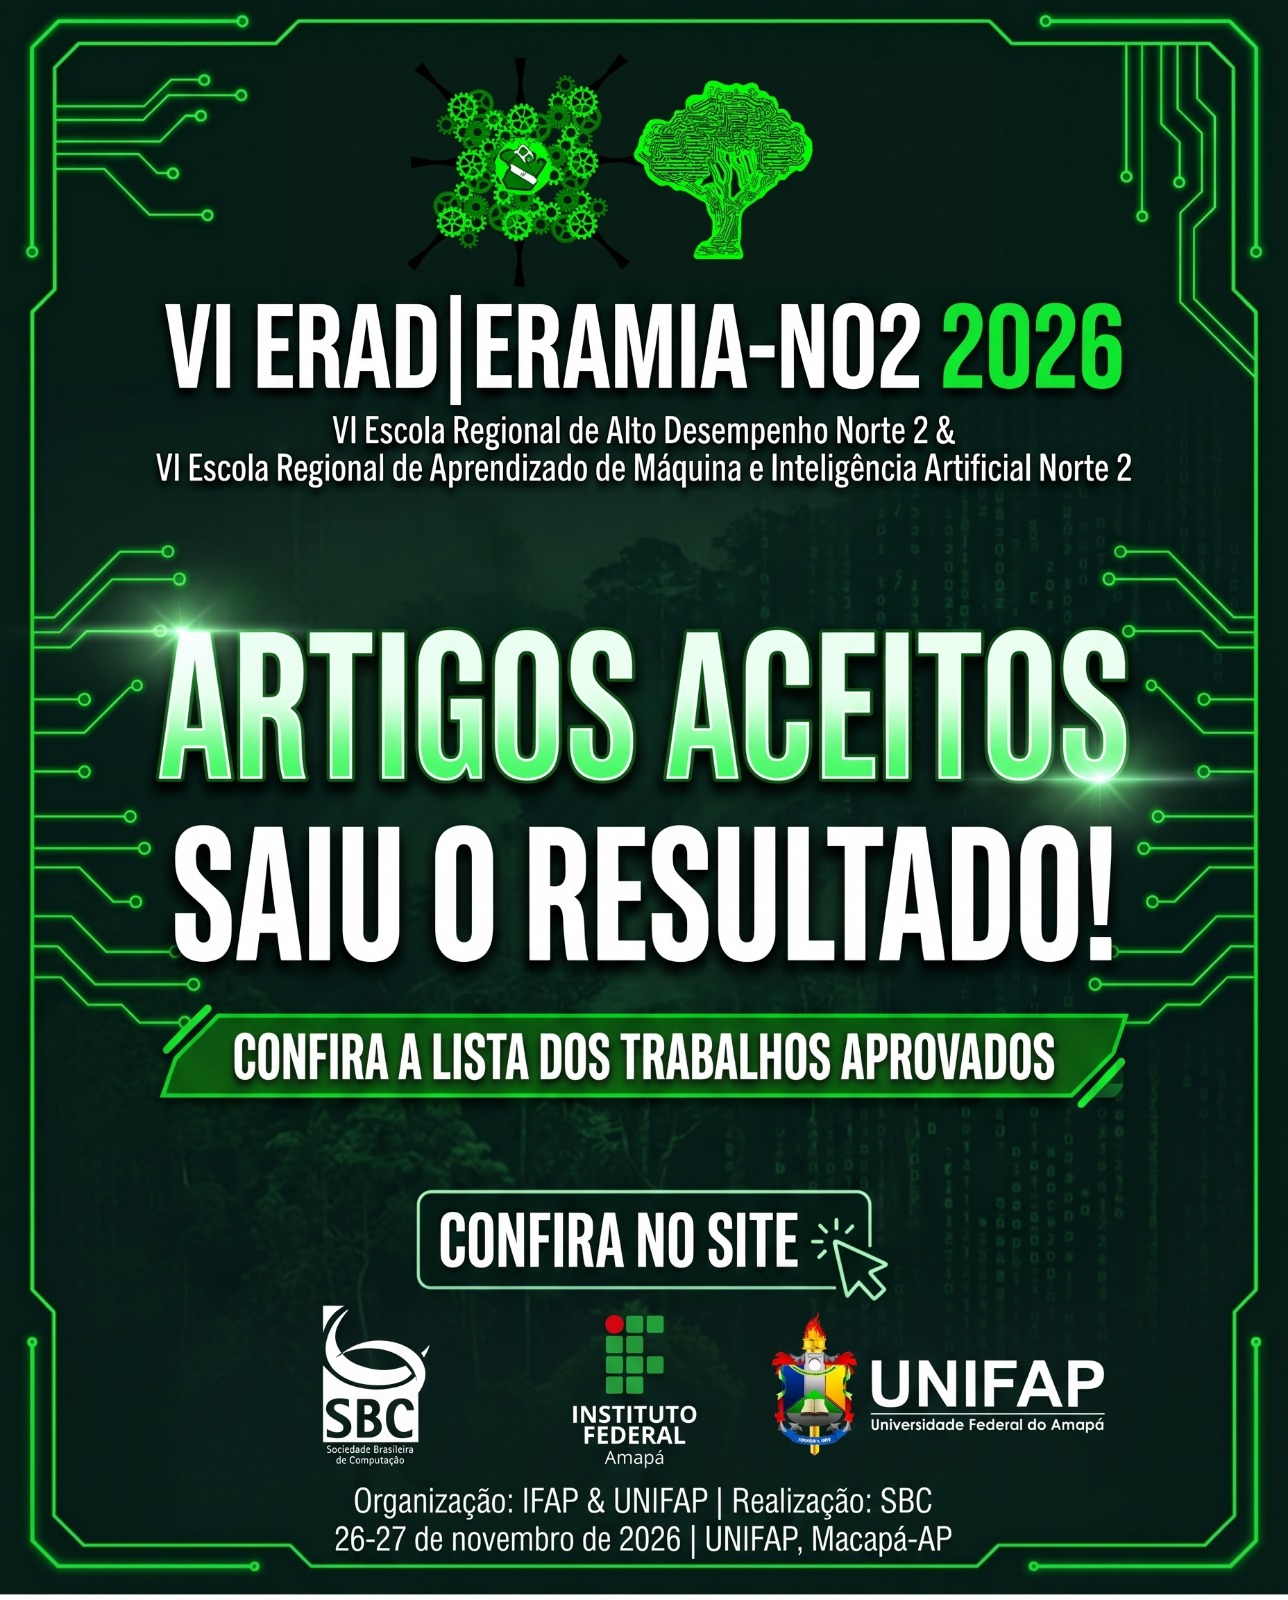 VI ERAD|ERAMIA-NO2 2026
VI Escola Regional de Alto Desempenho Norte 2 &
VI Escola Regional de Aprendizado de Máquina e Inteligência Artificial Norte 2
ARTIGOS ACEITOS
SAIU O RESULTADO!
CONFIRA A LISTA DOS TRABALHOS APROVADOS
CONFIRA NO SITE
SBC
Sociedade Brasileira
de Computação
INSTITUTO
FEDERAL
Amapá
UNIFAP
Universidade Federal do Amapá
Organização: IFAP & UNIFAP | Realização: SBC
26-27 de novembro de 2026 | UNIFAP, Macapá-AP